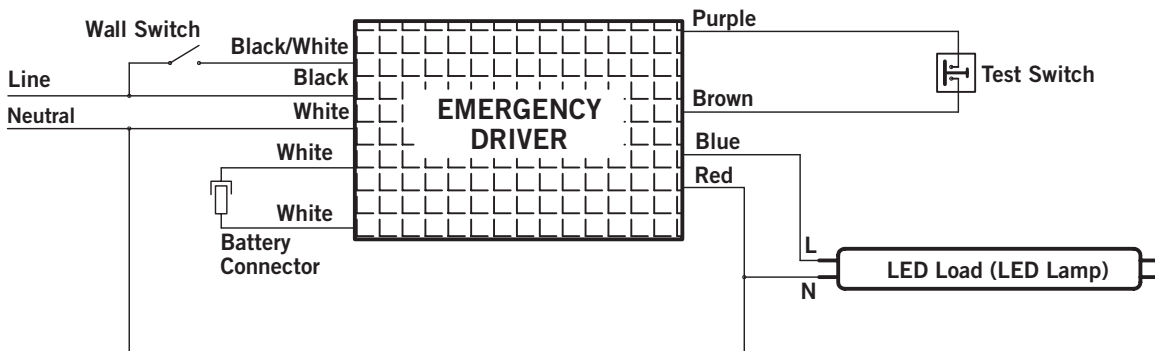 Wall Switch
Black/White
Line
Black
Neutral
White
White
White
Battery
Connector
EMERGENCY
DRIVER
Purple
Test Switch
Brown
Blue
Red
L
LED Load (LED Lamp)
N